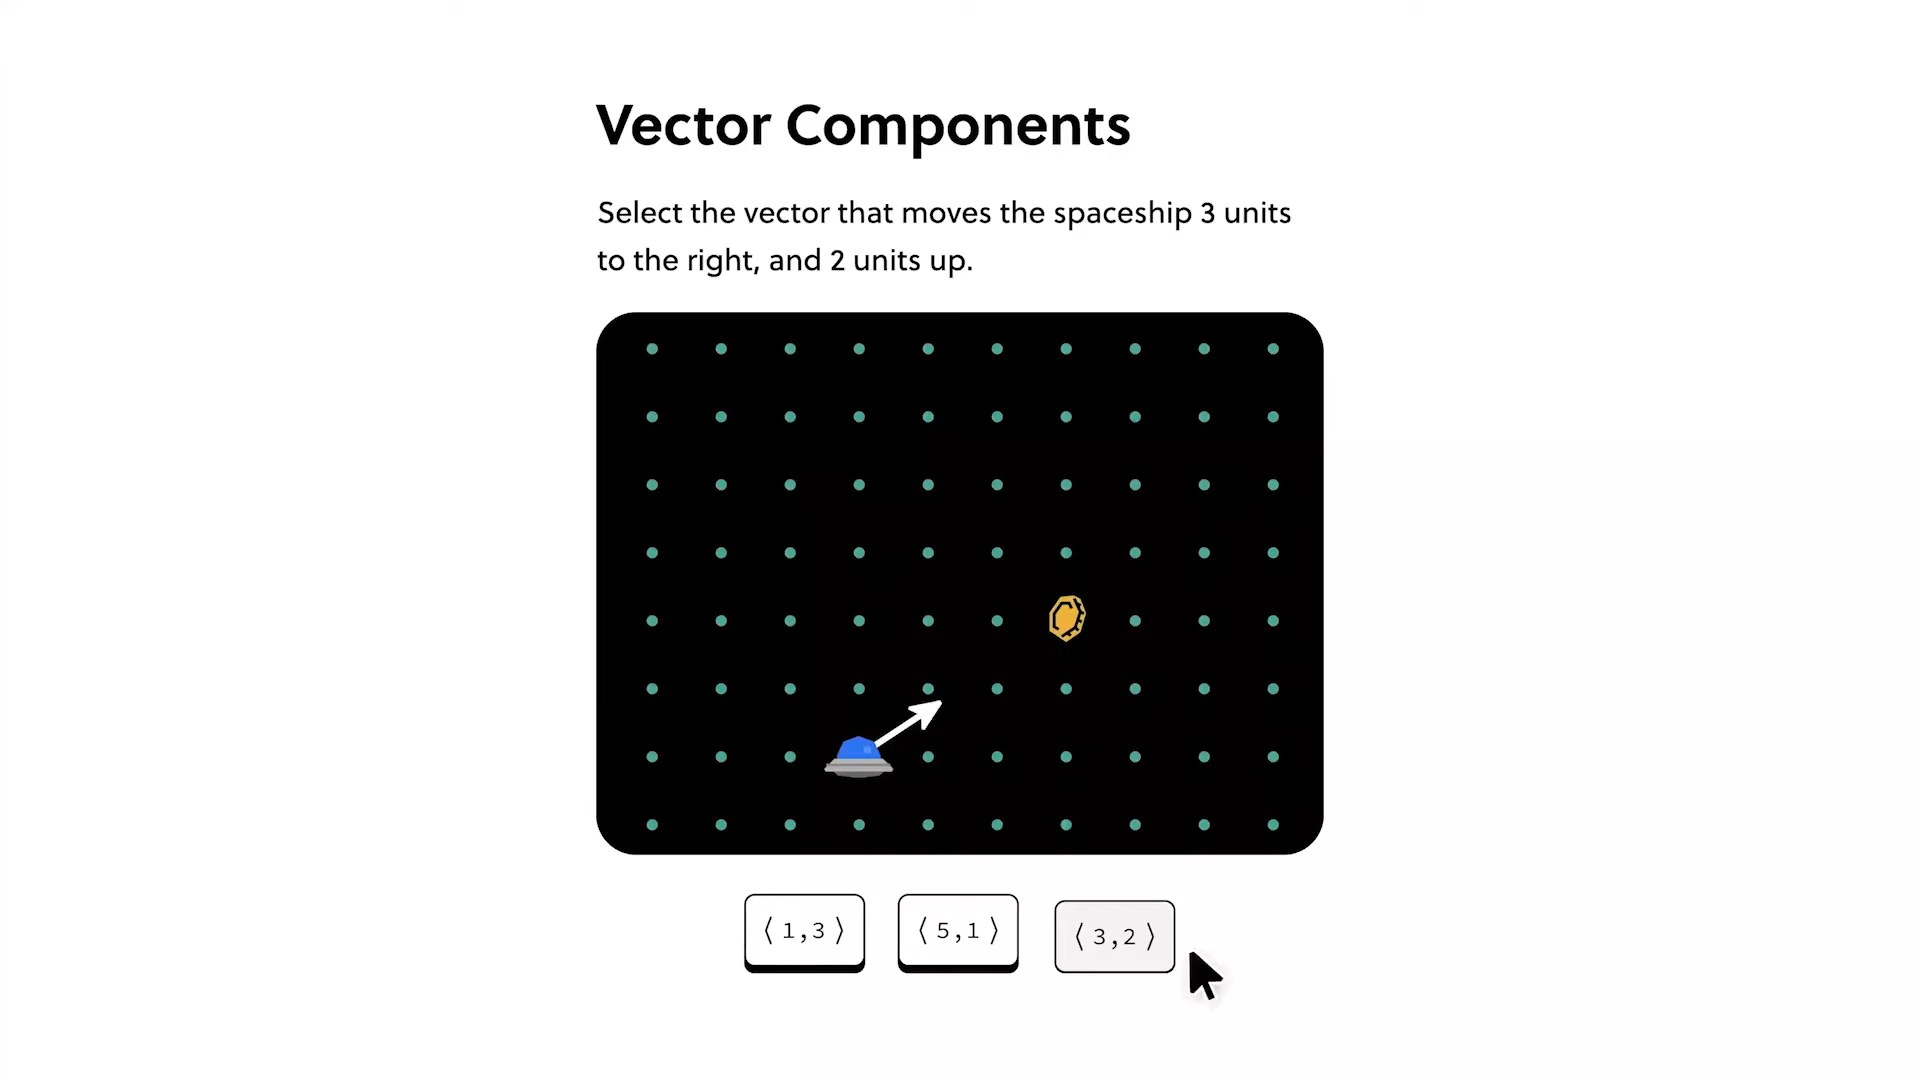 Vector Components
Select the vector that moves the spaceship 3 units
to the right, and 2 units up.
⟨1,3⟩ ⟨5,1⟩ ⟨3,2⟩